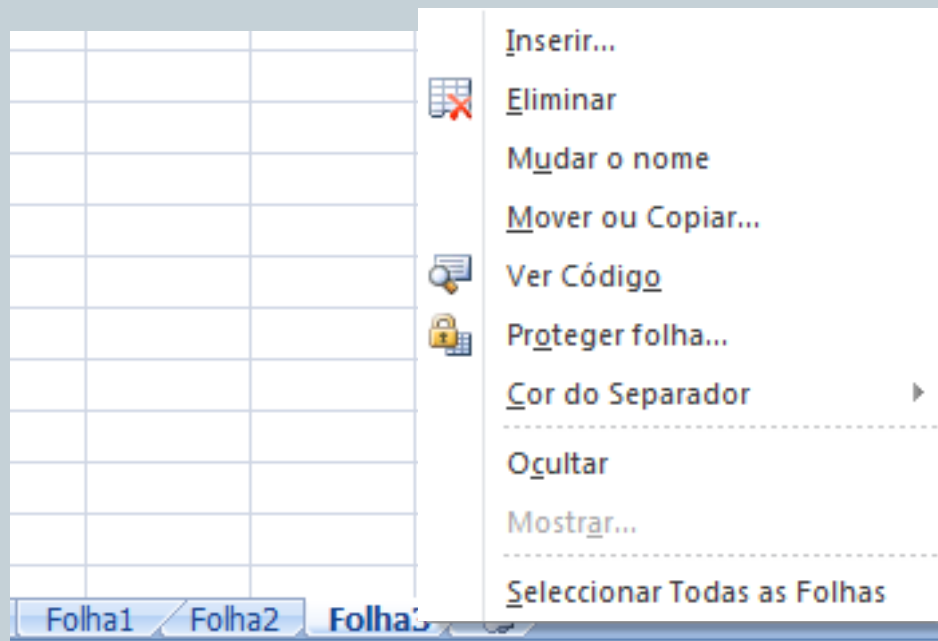 Inserir...
Eliminar
Mudar o nome
Mover ou Copiar...
Ver Código
Proteger folha...
Cor do Separador
Ocultar
Mostrar...
Seleccionar Todas as Folhas
Folha1 Folha2 Folha3